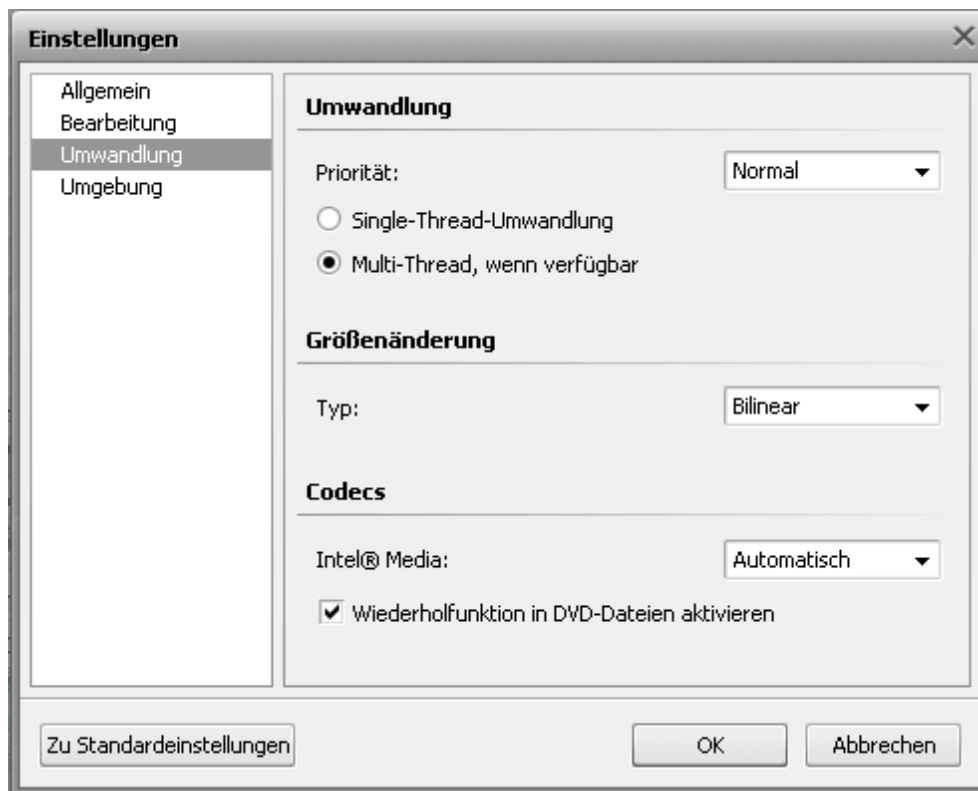 Einstellungen
Allgemein
Bearbeitung
Umwandlung
Umgebung
Umwandlung
Priorität: Normal
Single-Thread-Umwandlung
Multi-Thread, wenn verfügbar
Größenänderung
Typ: Bilinear
Codecs
Intel® Media: Automatisch
Wiederholfunktion in DVD-Dateien aktivieren
Zu Standardeinstellungen OK Abbrechen